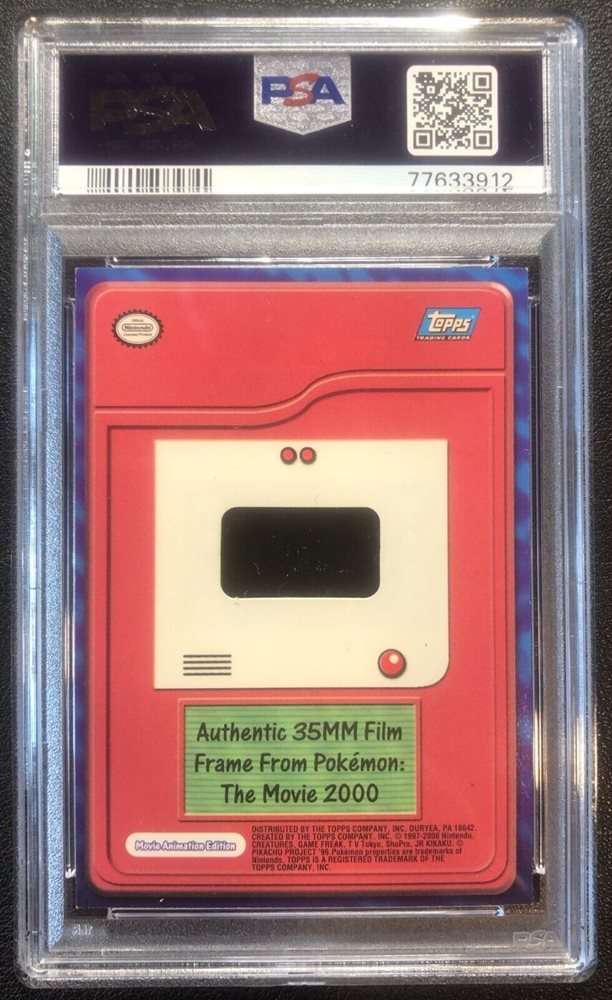 PSA
PSA
77633912
Official
Nintendo
Licensed Product
Topps
TRADING CARDS
Authentic 35MM Film
Frame From Pokémon:
The Movie 2000
Movie Animation Edition
DISTRIBUTED BY THE TOPPS COMPANY, INC. DURYEA, PA 18642
CREATED BY THE TOPPS COMPANY, INC. © 1997-2000 Nintendo,
CREATURES, GAME FREAK, T V Tokyo, ShoPro, JR KIKAKU. ©
PIKACHU PROJECT '99. Pokémon properties are trademarks of
Nintendo. TOPPS IS A REGISTERED TRADEMARK OF THE
TOPPS COMPANY, INC.
PSA